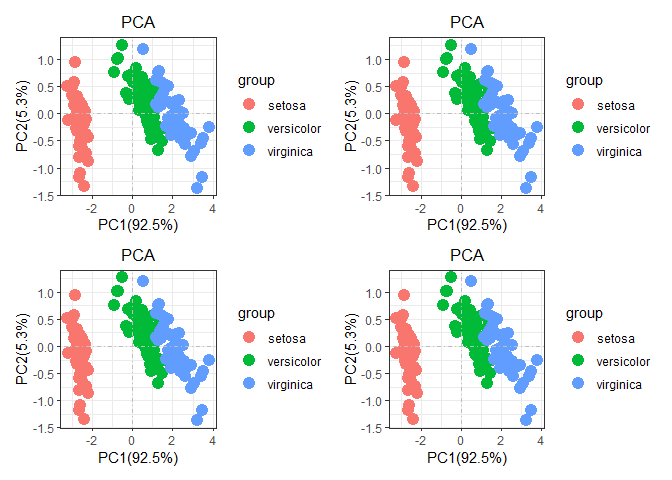 PCA
PC2(5.3%)
1.0
0.5
0.0
-0.5
-1.0
-1.5
-2
0
2
4
PC1(92.5%)
group
setosa
versicolor
virginica
PCA
PC2(5.3%)
1.0
0.5
0.0
-0.5
-1.0
-1.5
-2
0
2
4
PC1(92.5%)
group
setosa
versicolor
virginica
PCA
PC2(5.3%)
1.0
0.5
0.0
-0.5
-1.0
-1.5
-2
0
2
4
PC1(92.5%)
group
setosa
versicolor
virginica
PCA
PC2(5.3%)
1.0
0.5
0.0
-0.5
-1.0
-1.5
-2
0
2
4
PC1(92.5%)
group
setosa
versicolor
virginica